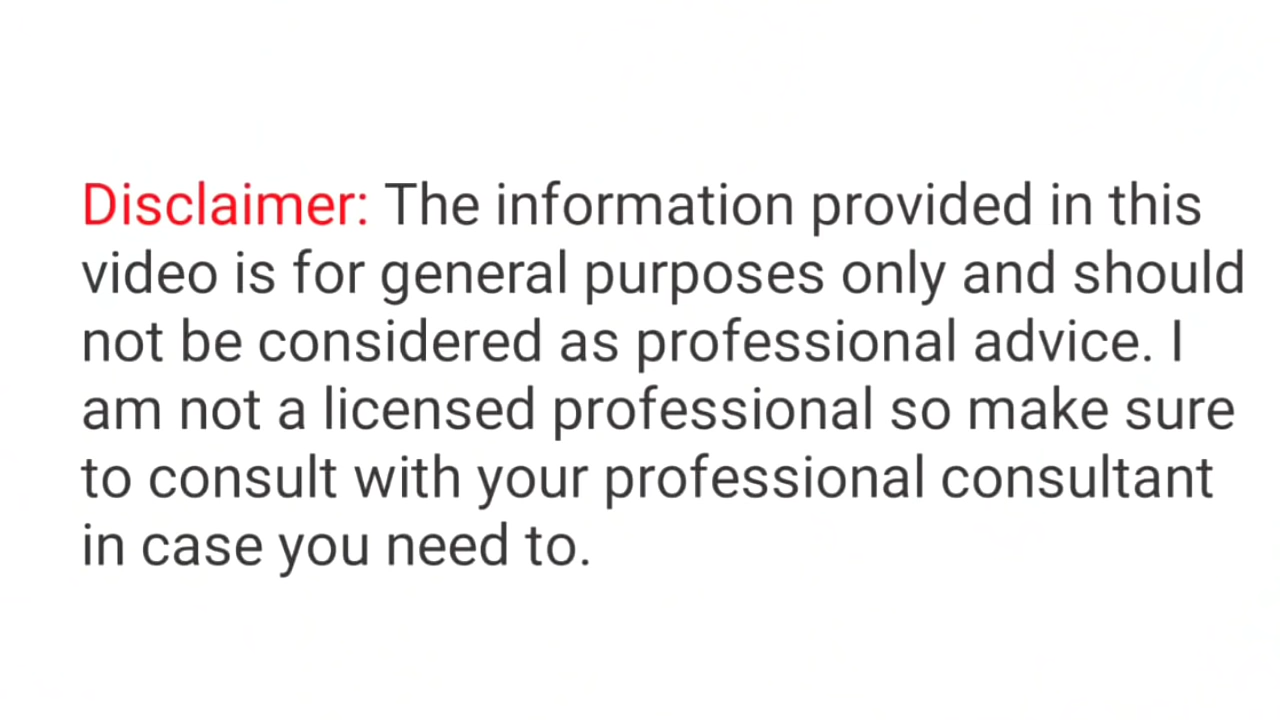 Disclaimer: The information provided in this
video is for general purposes only and should
not be considered as professional advice. I
am not a licensed professional so make sure
to consult with your professional consultant
in case you need to.